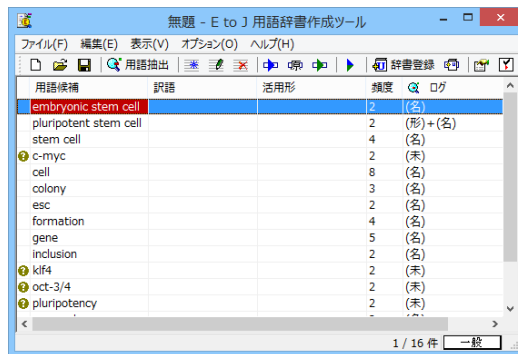 無題 - E to J 用語辞書作成ツール
ファイル(F) 編集(E) 表示(V) オプション(O) ヘルプ(H)
用語抽出 辞書登録
用語候補 訳語 活用形 頻度 ログ
embryonic stem cell 2 (名)
pluripotent stem cell 2 (形)+(名)
stem cell 4 (名)
c-myc 2 (未)
cell 8 (名)
colony 3 (名)
esc 2 (名)
formation 4 (名)
gene 5 (名)
inclusion 2 (名)
klf4 2 (未)
oct-3/4 2 (未)
pluripotency 2 (未)
1 / 16 件 一般